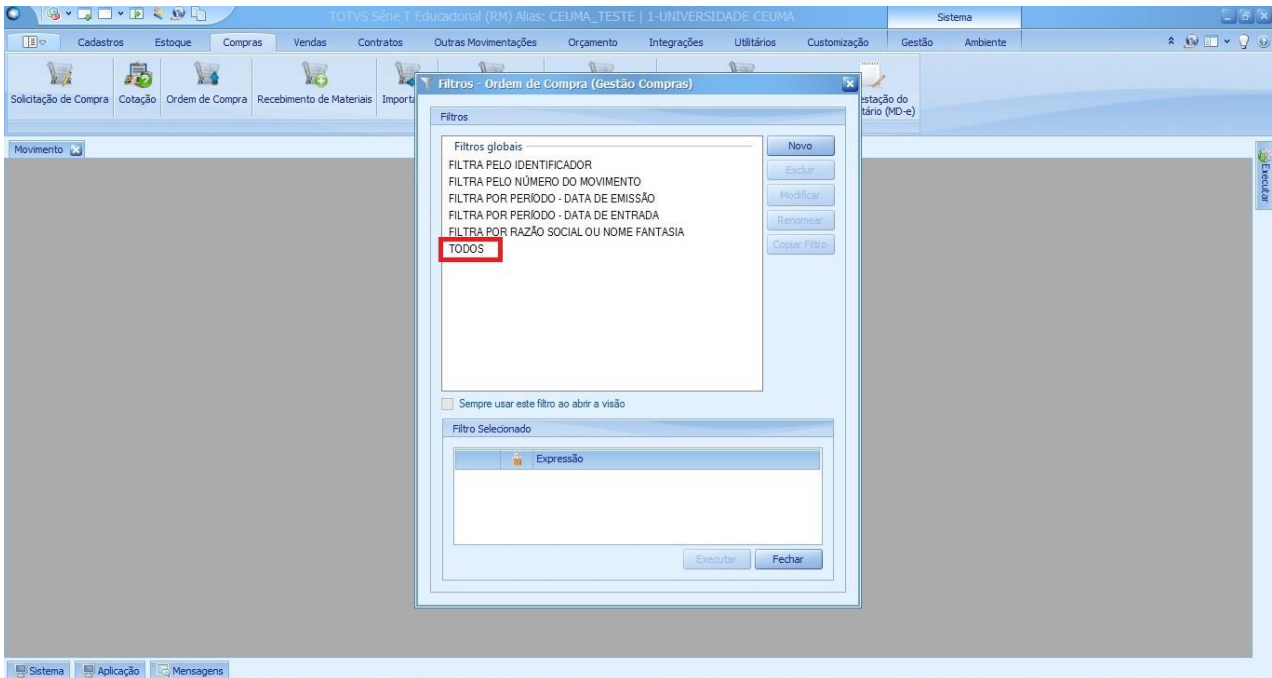 TOTVS Série T Educacional (RM) Alias: CEUMA_TESTE | 1-UNIVERSIDADE CEUMA
Sistema
Cadastros Estoque Compras Vendas Contratos Outras Movimentações Orçamento Integrações Utilitários Customização Gestão Ambiente
Solicitação de Compra Cotação Ordem de Compra Recebimento de Materiais Importa
estação do
tário (MD-e)
Movimento
Executar
Filtros - Ordem de Compra (Gestão Compras)
Filtros
Filtros globais
FILTRA PELO IDENTIFICADOR
FILTRA PELO NÚMERO DO MOVIMENTO
FILTRA POR PERÍODO - DATA DE EMISSÃO
FILTRA POR PERÍODO - DATA DE ENTRADA
FILTRA POR RAZÃO SOCIAL OU NOME FANTASIA
TODOS
Novo
Excluir
Modificar
Renomear
Copiar Filtro
Sempre usar este filtro ao abrir a visão
Filtro Selecionado
Expressão
Executar Fechar
Sistema Aplicação Mensagens